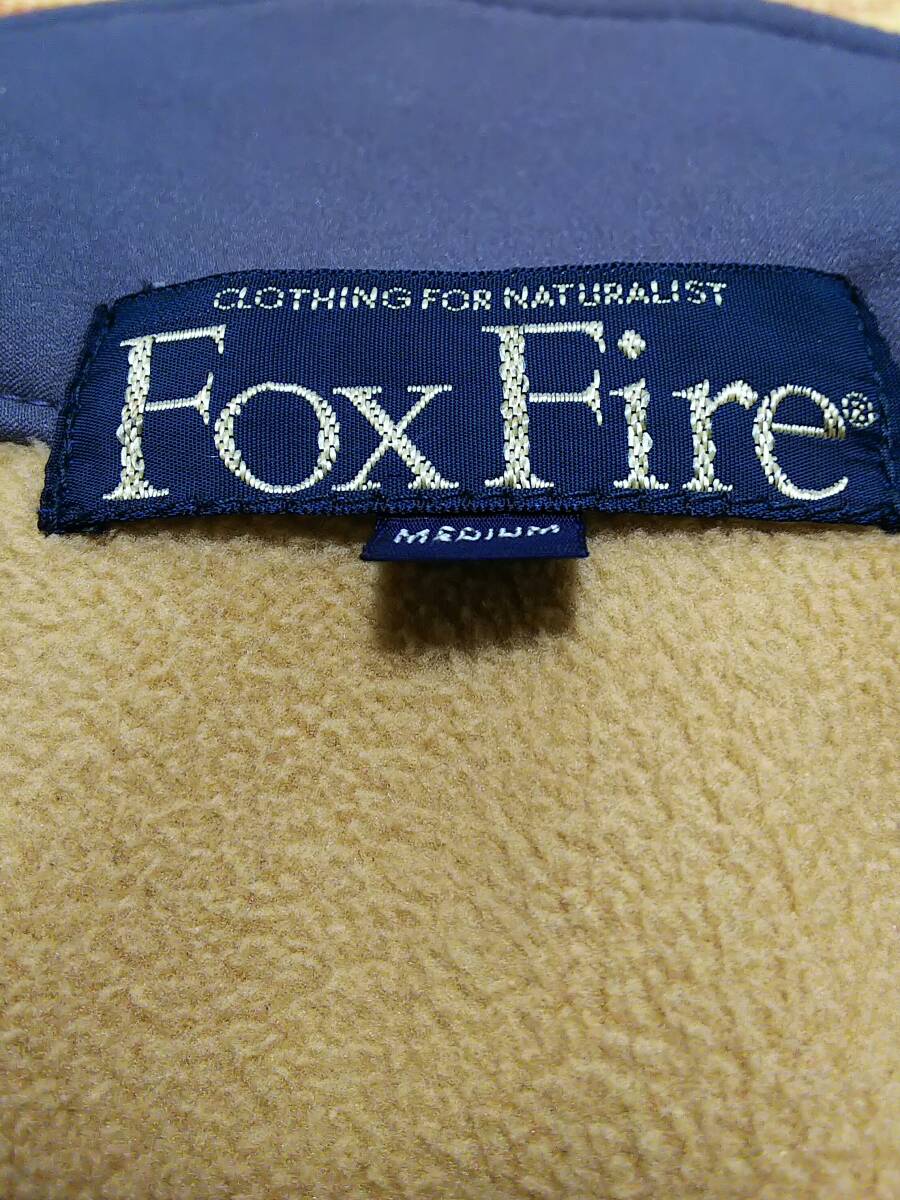 CLOTHING FOR NATURALIST
Fox Fire®
MEDIUM